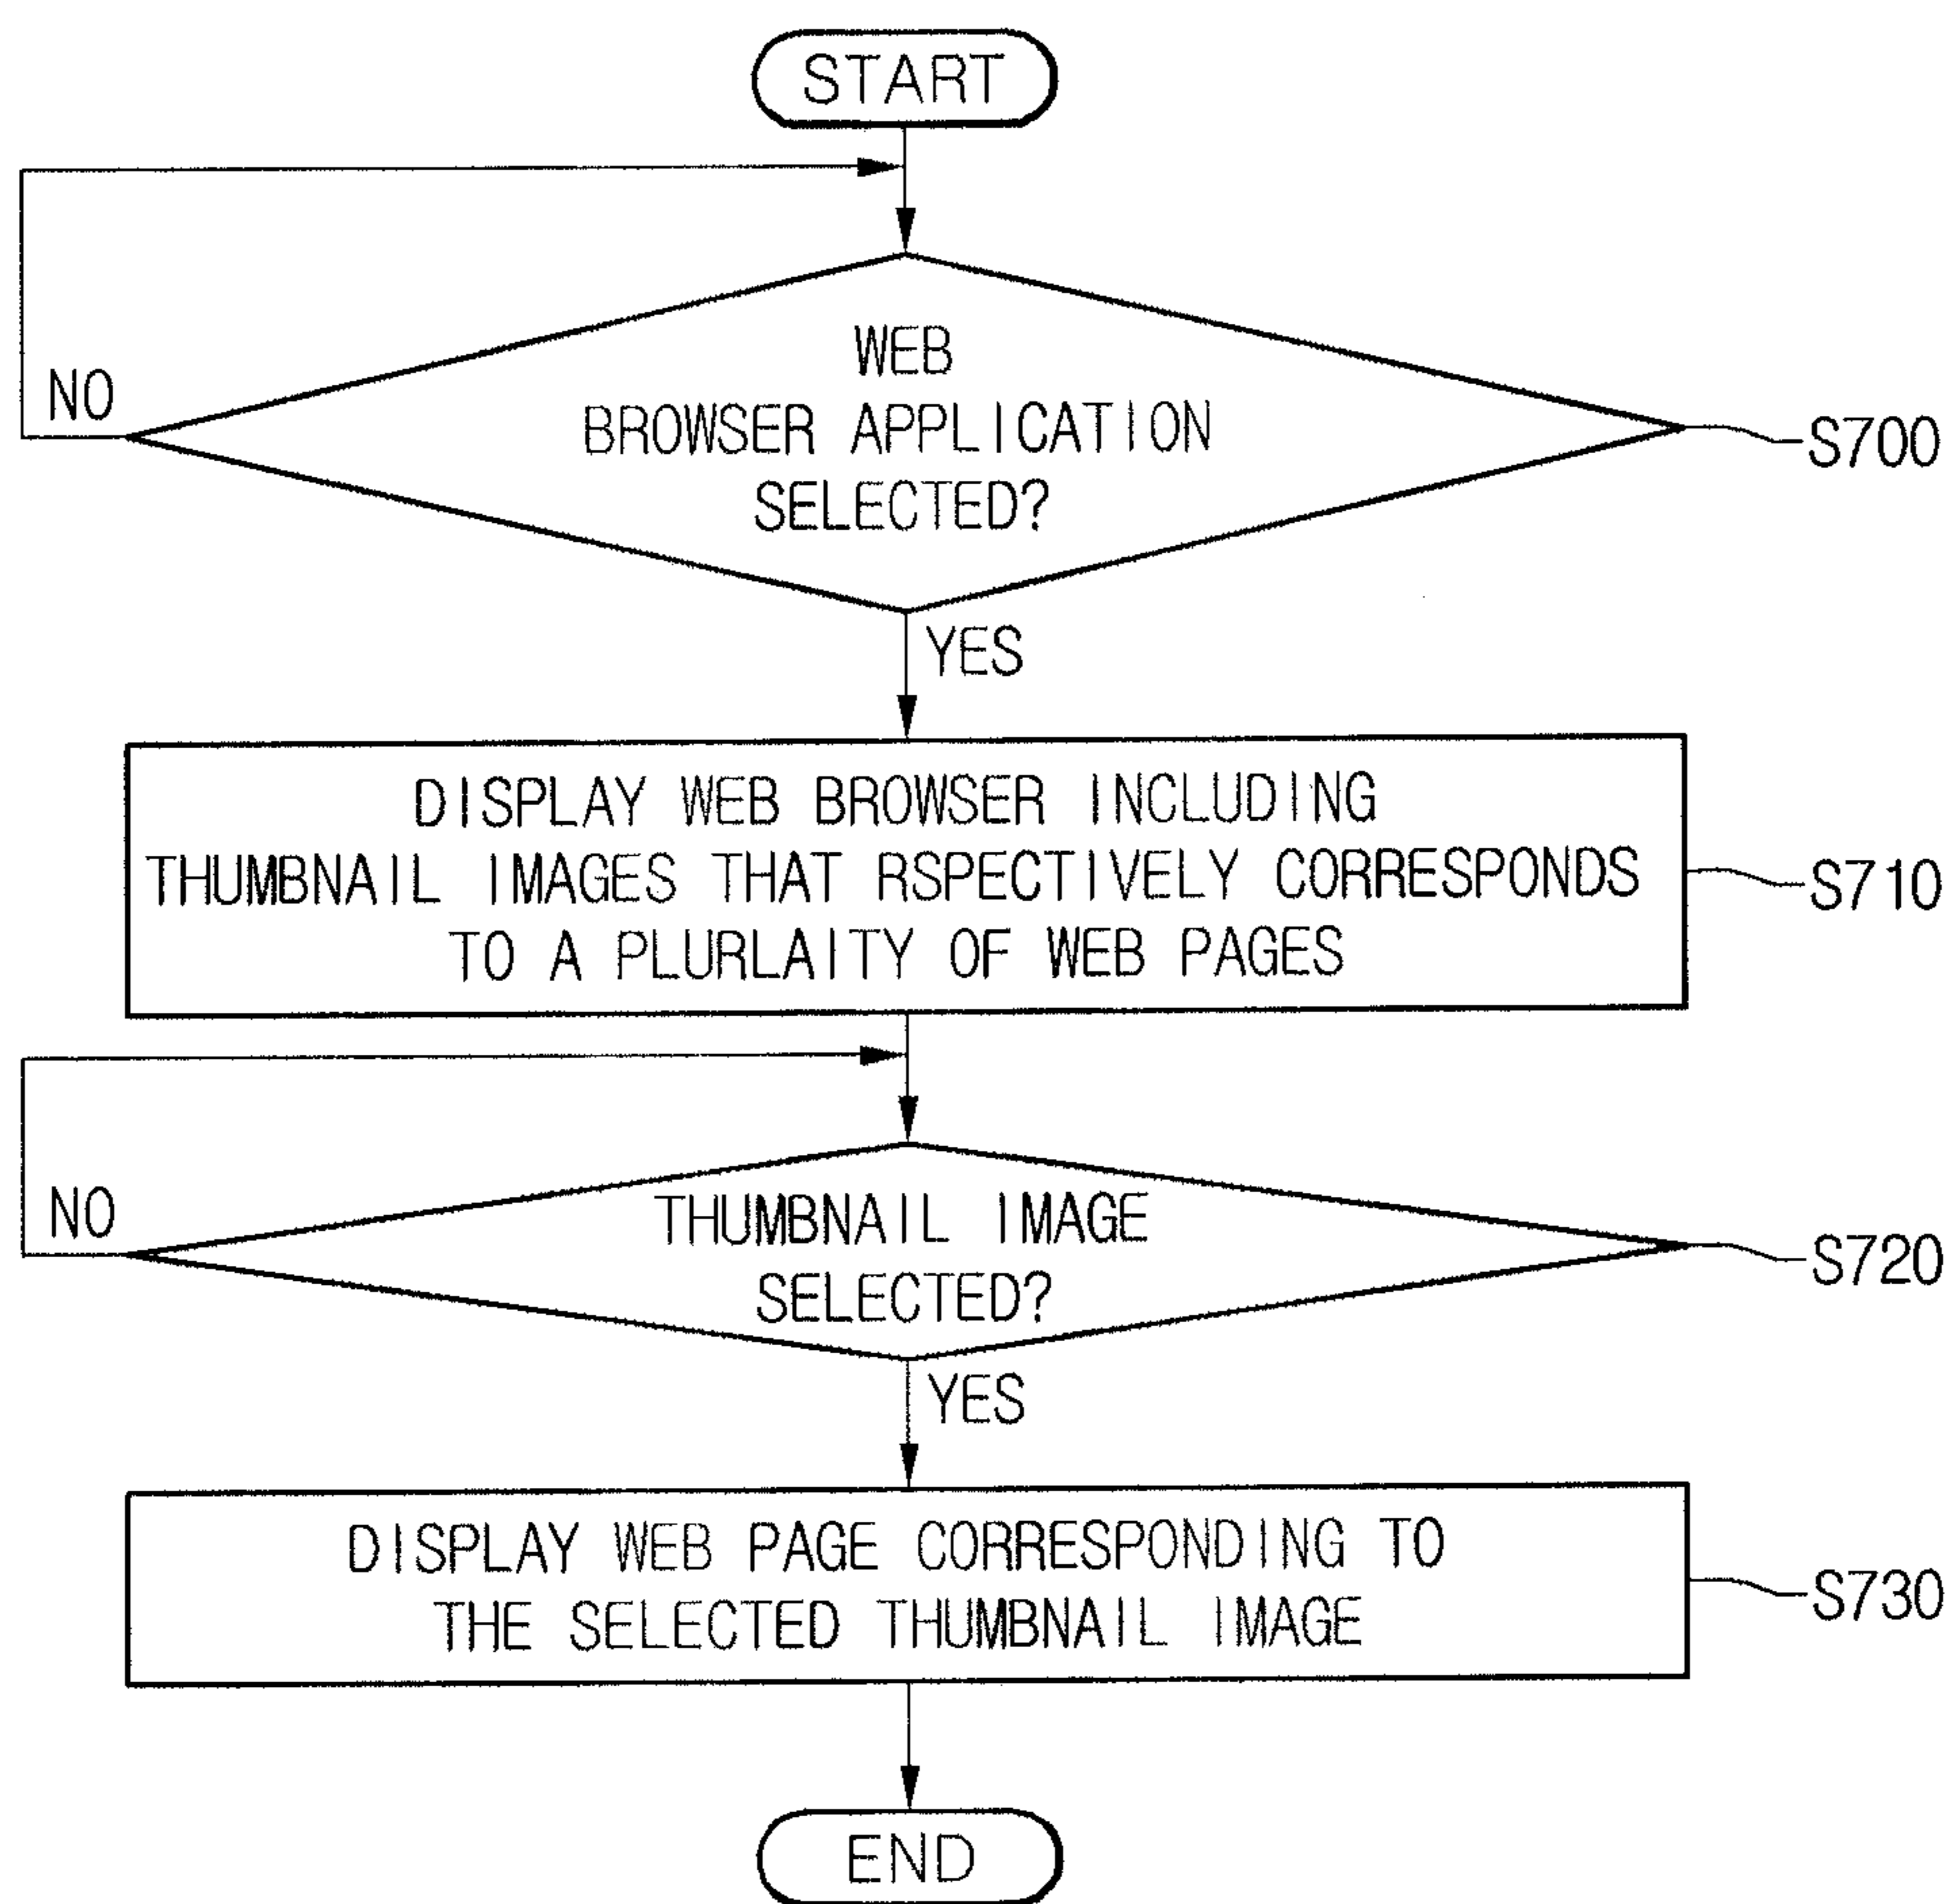 START
WEB
BROWSER APPLICATION
SELECTED?
NO
S700
YES
DISPLAY WEB BROWSER INCLUDING
THUMBNAIL IMAGES THAT RSPECTIVELY CORRESPONDS
TO A PLURLAITY OF WEB PAGES
S710
THUMBNAIL IMAGE
SELECTED?
NO
S720
YES
DISPLAY WEB PAGE CORRESPONDING TO
THE SELECTED THUMBNAIL IMAGE
S730
END